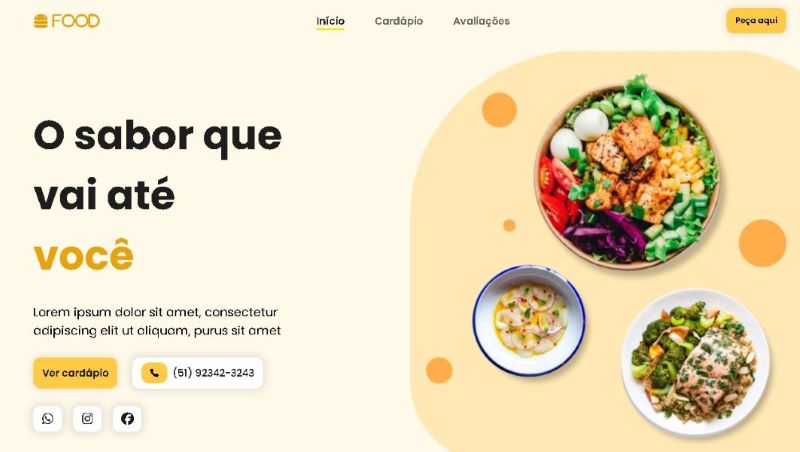 FOOD
Início
Cardápio
Avaliações
Peça aqui
O sabor que
vai até
você
Lorem ipsum dolor sit amet, consectetur
adipiscing elit ut aliquam, purus sit amet
Ver cardápio
(51) 92342-3243